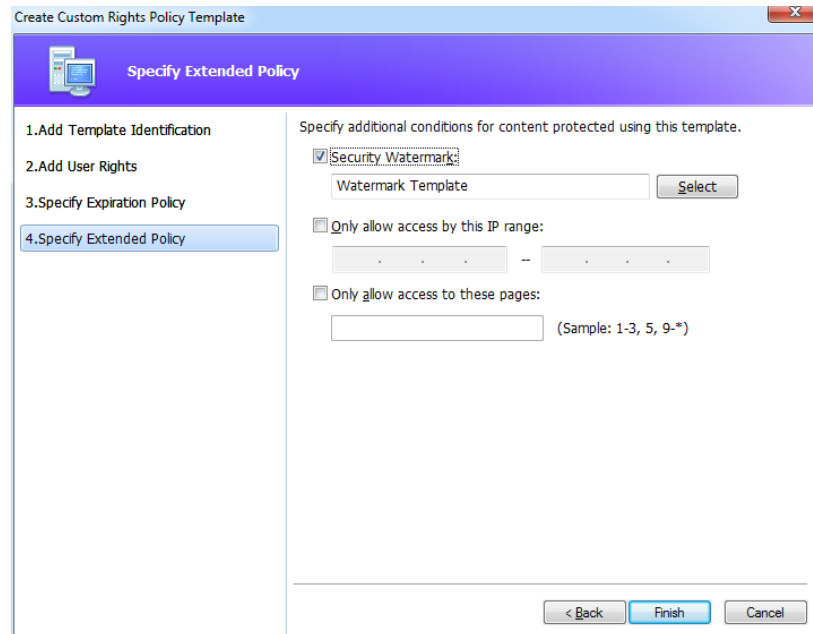 Create Custom Rights Policy Template
Specify Extended Policy
1.Add Template Identification
2.Add User Rights
3.Specify Expiration Policy
4.Specify Extended Policy
Specify additional conditions for content protected using this template.
Security Watermark:
Watermark Template
Select
Only allow access by this IP range:
. . . -- . . .
Only allow access to these pages:
(Sample: 1-3, 5, 9-*)
< Back
Finish
Cancel